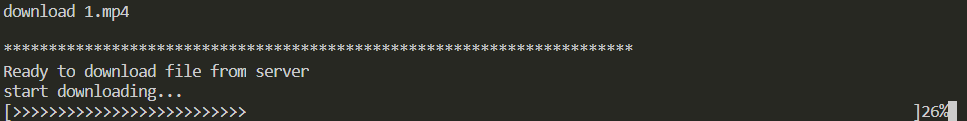 download 1.mp4
**********************************************************************
Ready to download file from server
start downloading...
[>>>>>>>>>>>>>>>>>>>>>>>>>>                                                                          ]26%